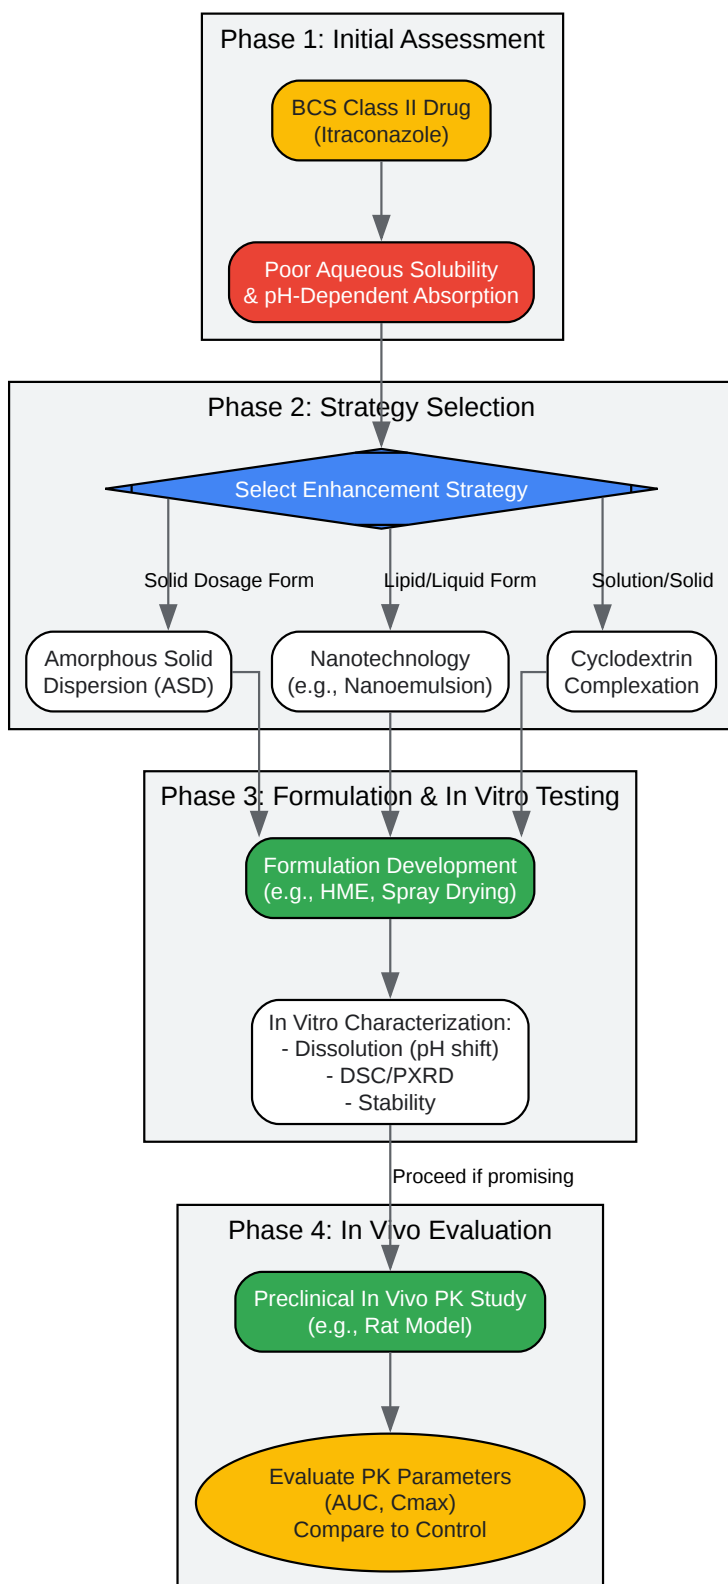 Phase 1: Initial Assessment
BCS Class II Drug
(Itraconazole)
Poor Aqueous Solubility
& pH-Dependent Absorption
Phase 2: Strategy Selection
Select Enhancement Strategy
Solid Dosage Form
Lipid/Liquid Form
Solution/Solid
Amorphous Solid
Dispersion (ASD)
Nanotechnology
(e.g., Nanoemulsion)
Cyclodextrin
Complexation
Phase 3: Formulation & In Vitro Testing
Formulation Development
(e.g., HME, Spray Drying)
In Vitro Characterization:
- Dissolution (pH shift)
- DSC/PXRD
- Stability
Proceed if promising
Phase 4: In Vivo Evaluation
Preclinical In Vivo PK Study
(e.g., Rat Model)
Evaluate PK Parameters
(AUC, Cmax)
Compare to Control